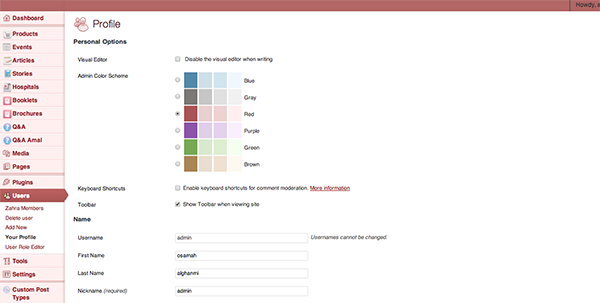 Howdy, a
Dashboard
Products
Events
Articles
Stories
Hospitals
Booklets
Brochures
Q&A
Q&A Amal
Media
Pages
Plugins
Users
Zahra Members
Delete user
Add New
Your Profile
User Role Editor
Tools
Settings
Custom Post
Types
Profile
Personal Options
Visual Editor
Disable the visual editor when writing
Admin Color Scheme
Blue
Gray
Red
Purple
Green
Brown
Keyboard Shortcuts
Enable keyboard shortcuts for comment moderation. More information
Toolbar
Show Toolbar when viewing site
Name
Username
admin
Usernames cannot be changed.
First Name
osamah
Last Name
alghanmi
Nickname (required)
admin